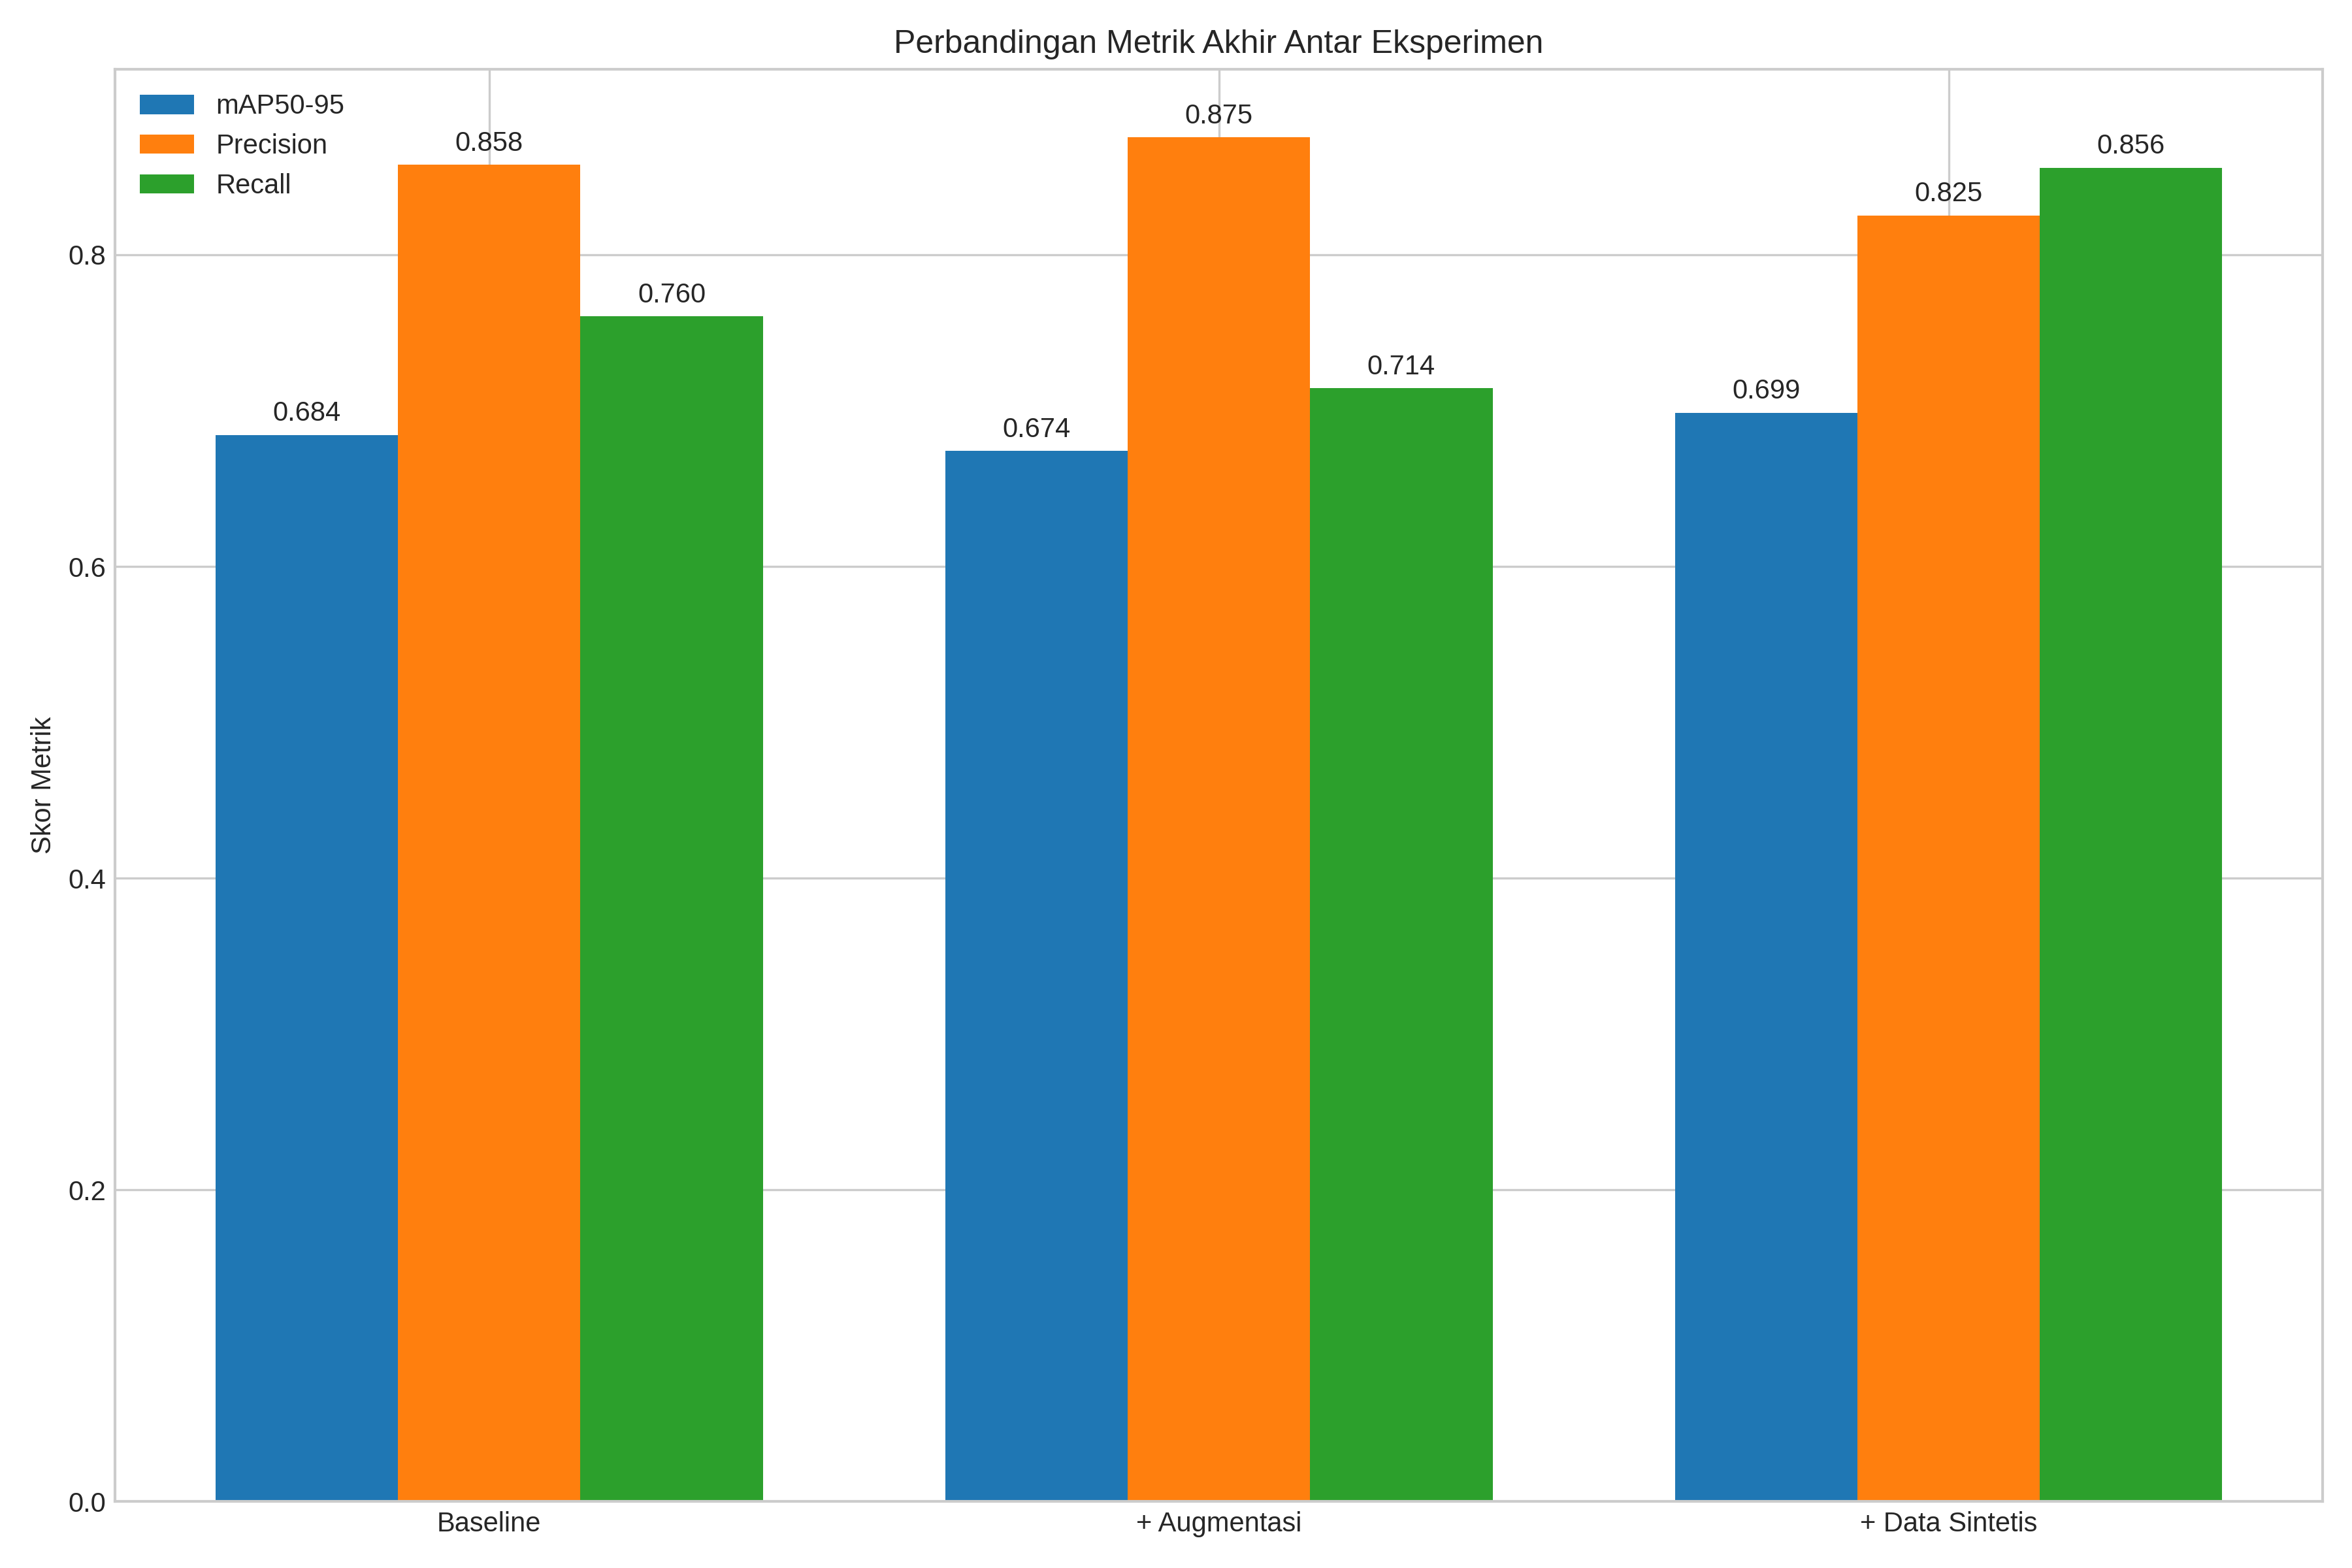 Perbandingan Metrik Akhir Antar Eksperimen
mAP50-95
Precision
Recall
0.858
0.875
0.856
0.825
0.760
0.714
0.684
0.674
0.699
0.8
0.6
0.4
0.2
0.0
Skor Metrik
Baseline
+ Augmentasi
+ Data Sintetis